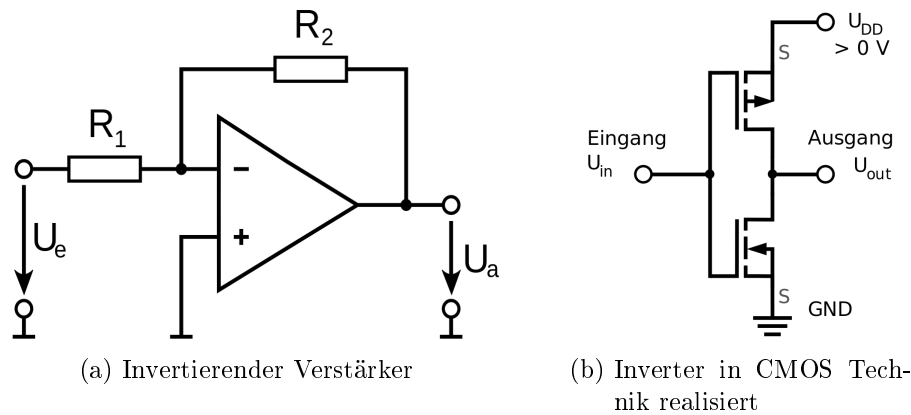 R2
R1
−
+
Ue
Ua
(a) Invertierender Verstärker
UDD
> 0 V
S
Eingang
Uin
Ausgang
Uout
S
GND
(b) Inverter in CMOS Tech-
nik realisiert